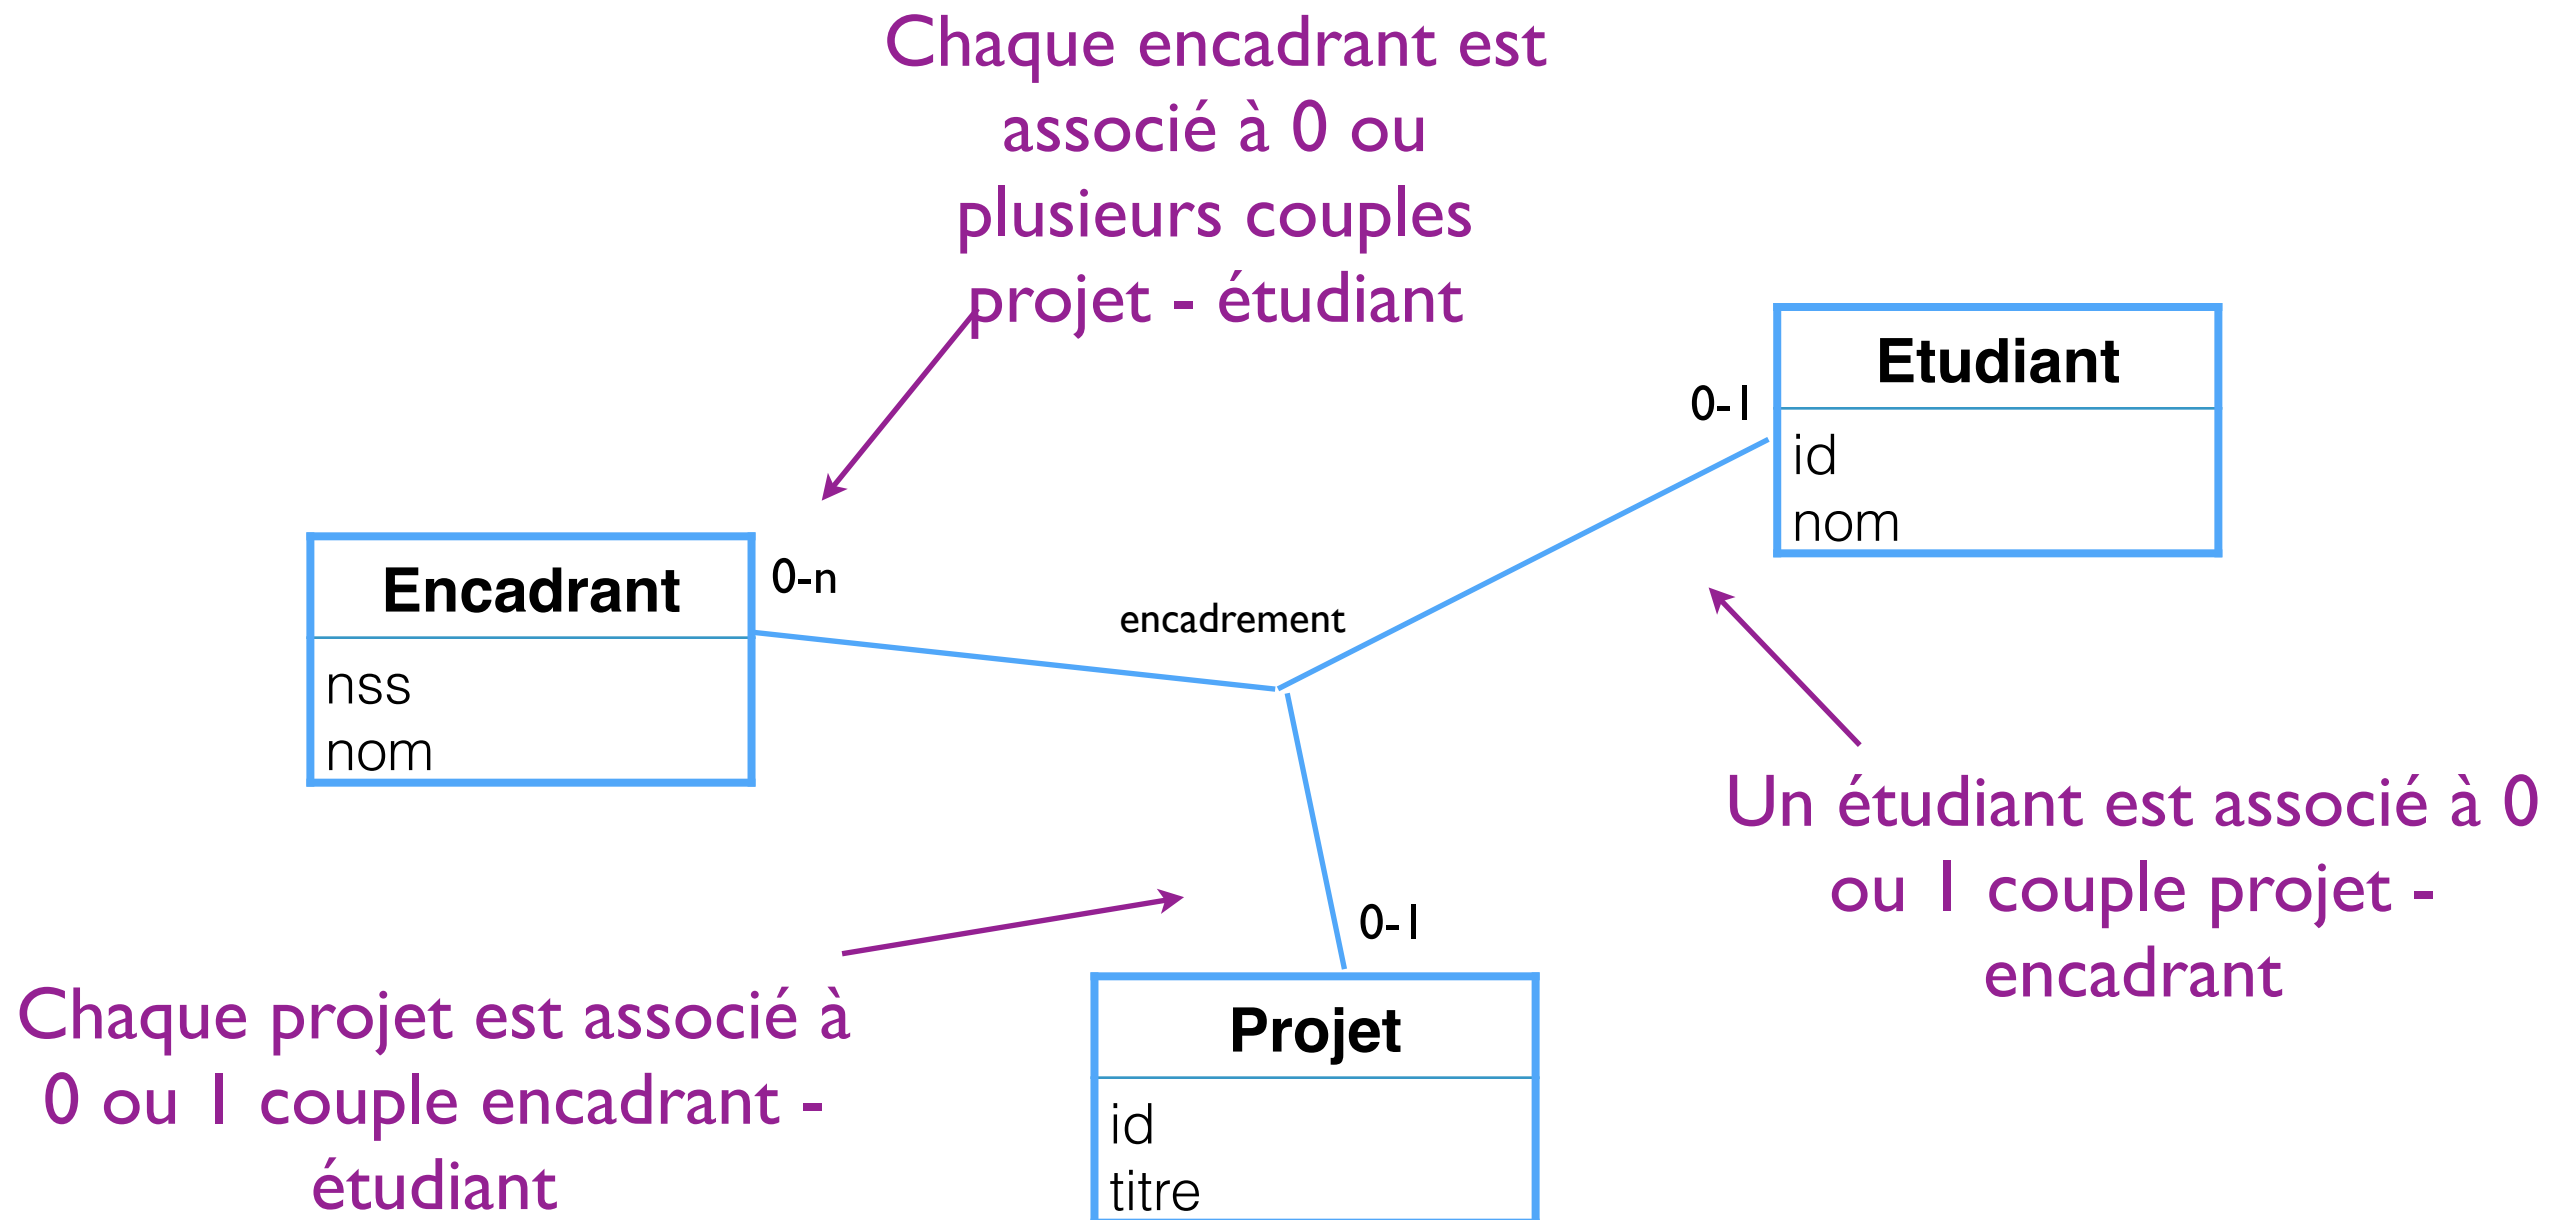 Chaque encadrant est
associé à 0 ou
plusieurs couples
projet - étudiant
Etudiant
0-1
id
nom
Encadrant
0-n
nss
nom
encadrement
Un étudiant est associé à 0
ou 1 couple projet -
encadrant
0-1
Chaque projet est associé à
0 ou 1 couple encadrant -
étudiant
Projet
id
titre